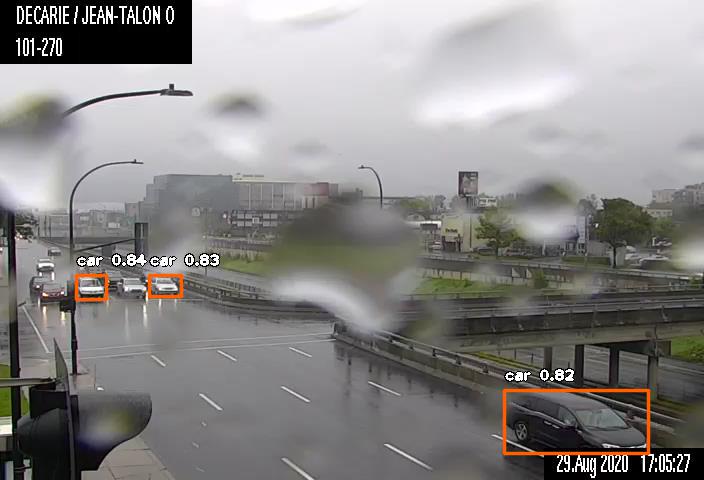 DECARIE / JEAN-TALON O
101-270
car 0.84 car 0.83
car 0.82
29.Aug 2020 17:05:27